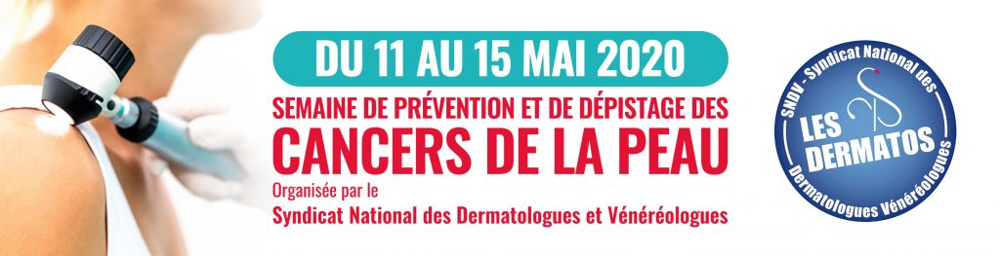 DU 11 AU 15 MAI 2020
SEMAINE DE PRÉVENTION ET DE DÉPISTAGE DES
CANCERS DE LA PEAU
Organisée par le
Syndicat National des Dermatologues et Vénéréologues
SNDV - Syndicat National des
LES
DERMATOS
Dermatologues Vénéréologues